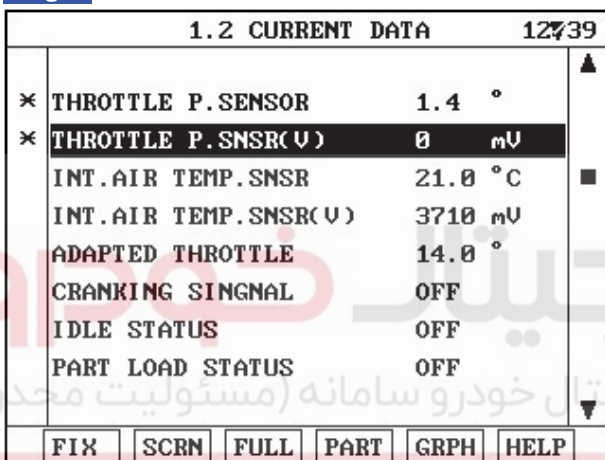 1.2 CURRENT DATA 12▼39
* THROTTLE P.SENSOR 1.4 °
* THROTTLE P.SNSR(V) 0 mV
INT.AIR TEMP.SNSR 21.0 °C
INT.AIR TEMP.SNSR(V) 3710 mV
ADAPTED THROTTLE 14.0 °
CRANKING SINGNAL OFF
IDLE STATUS OFF
PART LOAD STATUS OFF
FIX SCRN FULL PART GRPH HELP